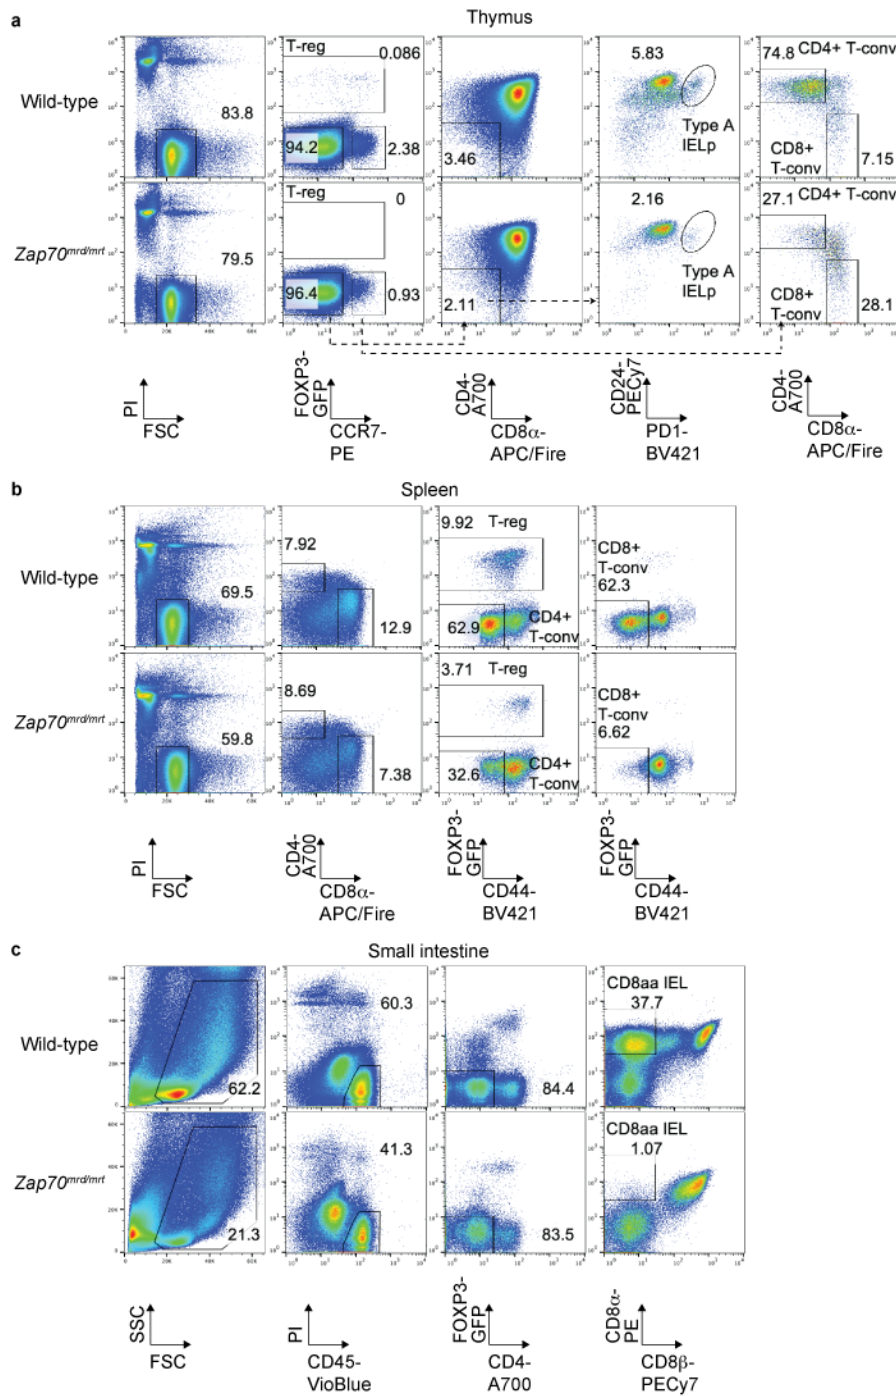 a
Thymus
Wild-type
83.8
T-reg
0.086
94.2
2.38
3.46
5.83
Type A
IELp
74.8 CD4+ T-conv
CD8+
T-conv
7.15
Zap70mrd/mrt
79.5
T-reg
0
96.4
0.93
2.11
2.16
Type A
IELp
27.1 CD4+ T-conv
CD8+
T-conv
28.1
PI
FSC
FOXP3-
GFP
CCR7-
PE
CD4-
A700
CD8α-
APC/Fire
CD24-
PECy7
PD1-
BV421
CD4-
A700
CD8α-
APC/Fire
b
Spleen
Wild-type
69.5
7.92
12.9
9.92 T-reg
62.9
CD4+
T-conv
CD8+
T-conv
62.3
Zap70mrd/mrt
59.8
8.69
7.38
3.71 T-reg
32.6
CD4+
T-conv
CD8+
T-conv
6.62
PI
FSC
CD4-
A700
CD8α-
APC/Fire
FOXP3-
GFP
CD44-
BV421
FOXP3-
GFP
CD44-
BV421
c
Small intestine
Wild-type
62.2
60.3
84.4
CD8aa IEL
37.7
Zap70mrd/mrt
21.3
41.3
83.5
CD8aa IEL
1.07
SSC
FSC
PI
CD45-
VioBlue
FOXP3-
GFP
CD4-
A700
CD8α-
PE
CD8β-
PECy7